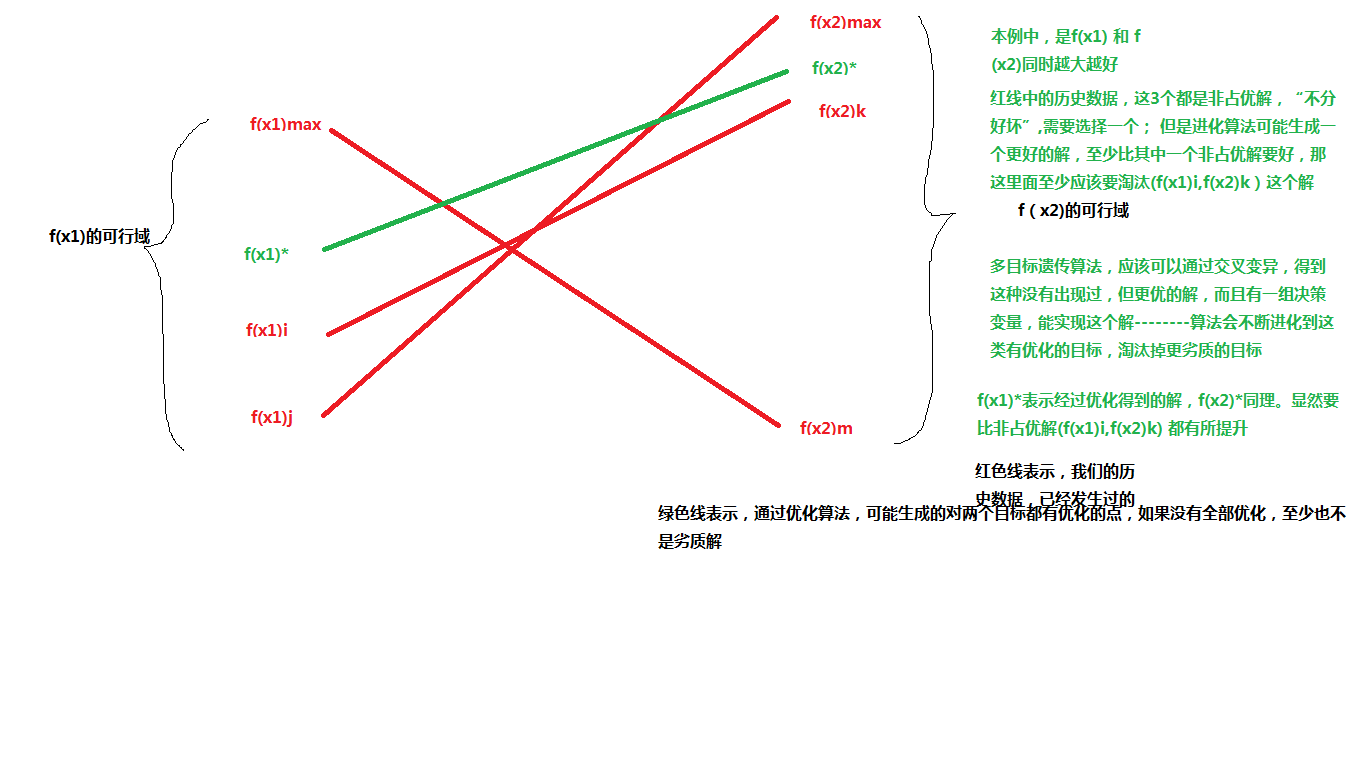 f(x1)的可行域
f(x1)max
f(x1)*
f(x1)i
f(x1)j
f(x2)max
f(x2)*
f(x2)k
f(x2)m
本例中，是f(x1) 和 f
(x2)同时越大越好
红线中的历史数据，这3个都是非占优解，“不分
好坏”,需要选择一个； 但是进化算法可能生成一
个更好的解，至少比其中一个非占优解要好，那
这里面至少应该要淘汰(f(x1)i,f(x2)k ) 这个解
f（x2)的可行域
多目标遗传算法，应该可以通过交叉变异，得到
这种没有出现过，但更优的解，而且有一组决策
变量，能实现这个解--------算法会不断进化到这
类有优化的目标，淘汰掉更劣质的目标
f(x1)*表示经过优化得到的解，f(x2)*同理。显然要
比非占优解(f(x1)i,f(x2)k) 都有所提升
红色线表示，我们的历
史数据，已经发生过的
绿色线表示，通过优化算法，可能生成的对两个目标都有优化的点，如果没有全部优化，至少也不
是劣质解